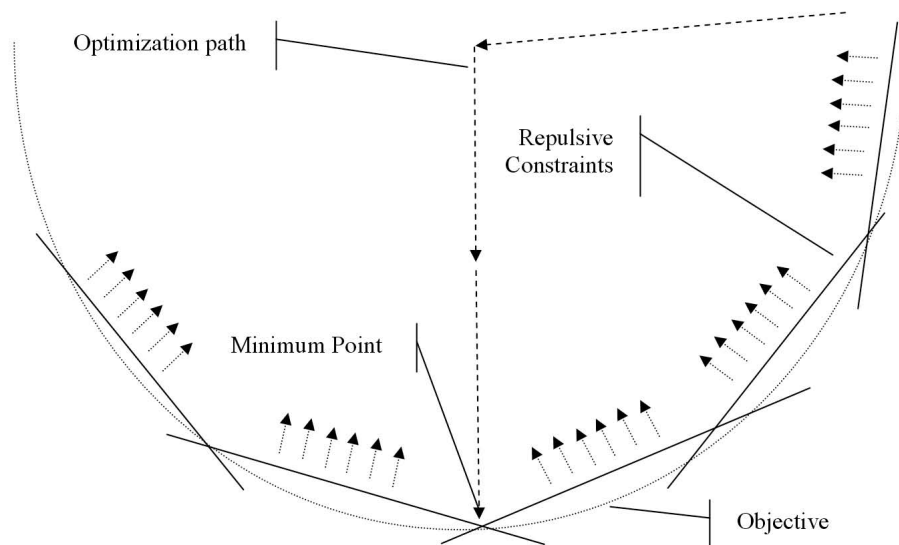 Optimization path
Repulsive
Constraints
Minimum Point
Objective